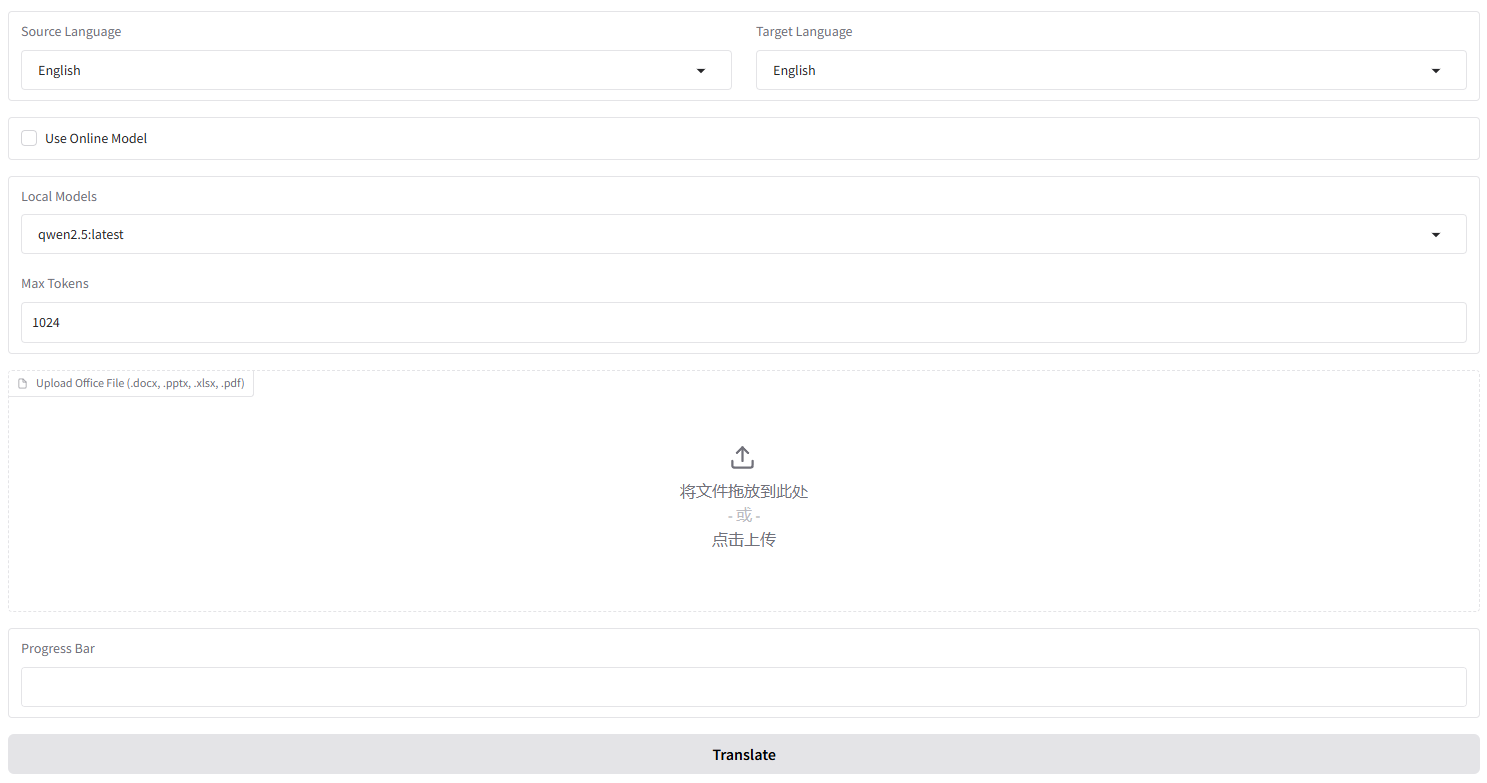 Source Language
Target Language
English
English
Use Online Model
Local Models
qwen2.5:latest
Max Tokens
1024
Upload Office File (.docx, .pptx, .xlsx, .pdf)
将文件拖放到此处
- 或 -
点击上传
Progress Bar
Translate